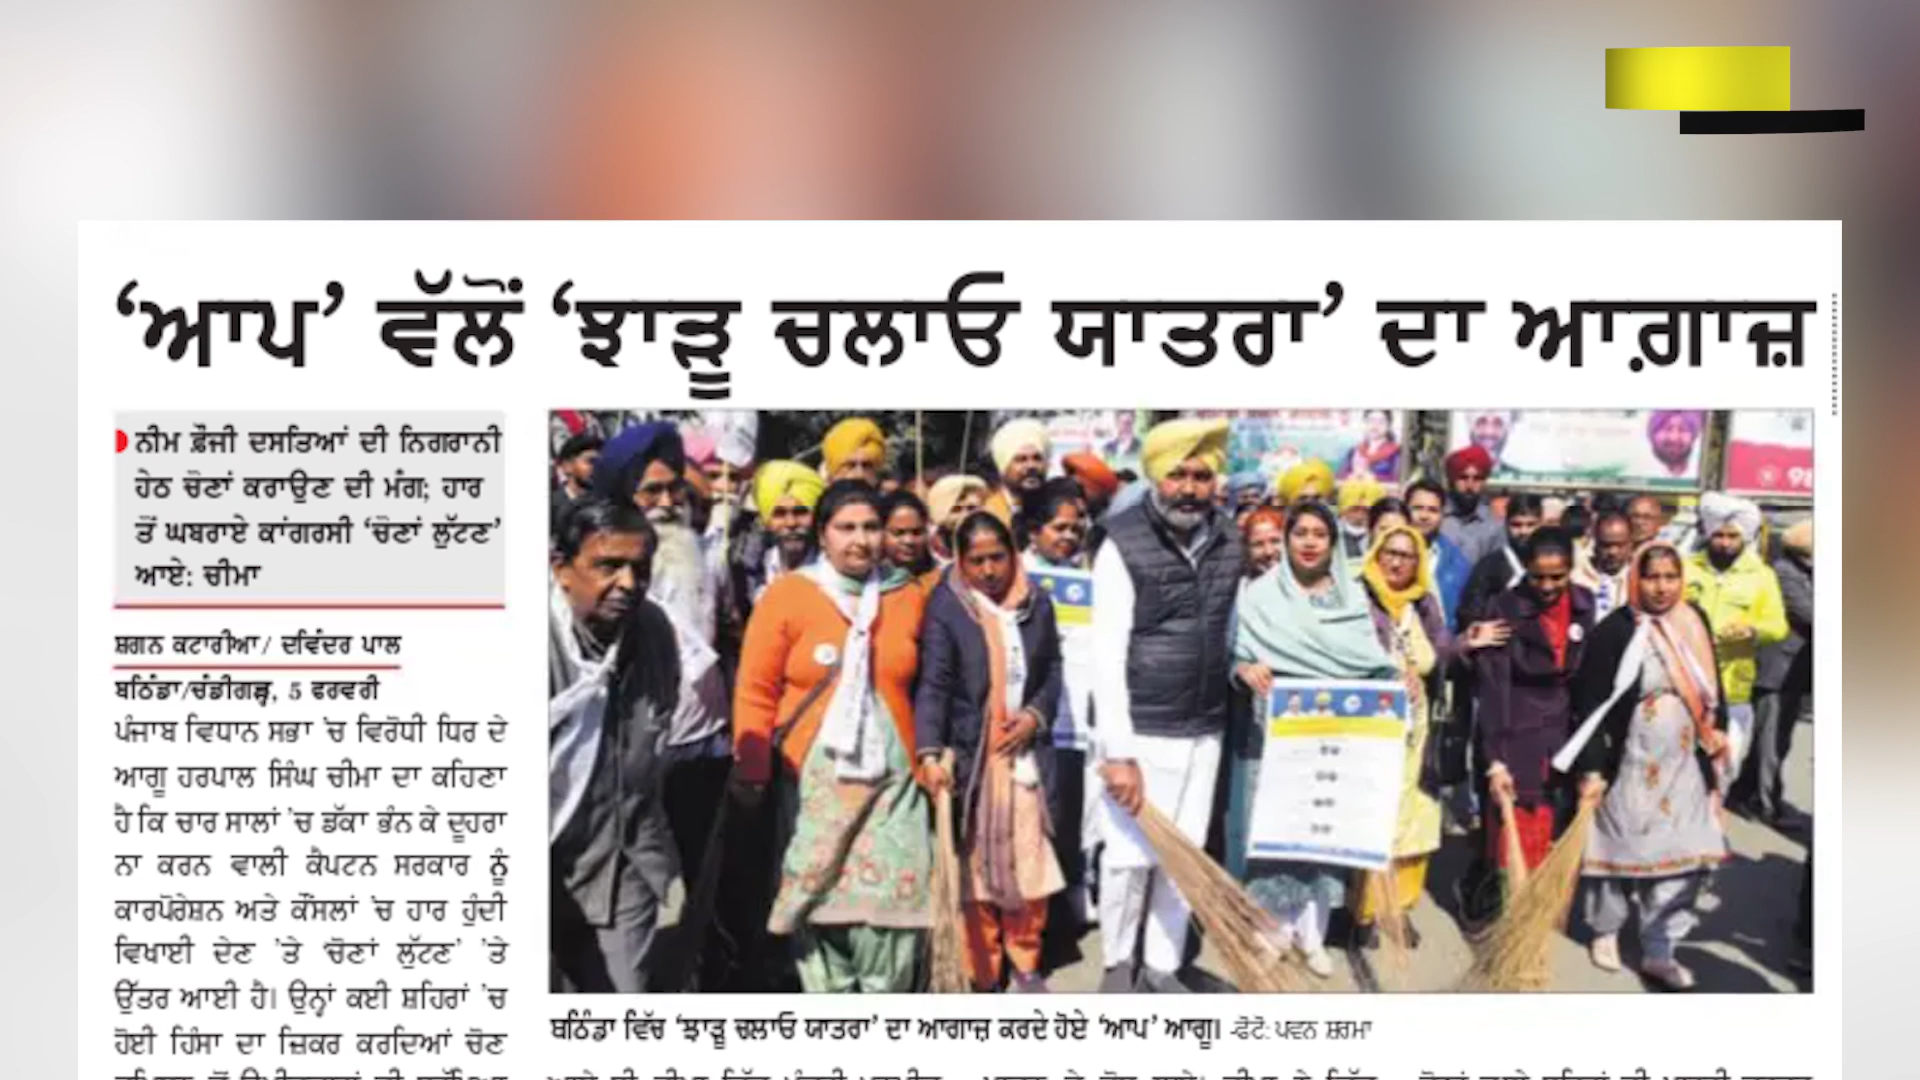 ‘ਆਪ’ ਵੱਲੋਂ ‘ਝਾੜੂ ਚਲਾਓ ਯਾਤਰਾ’ ਦਾ ਆਗ਼ਾਜ਼
ਨੀਮ ਫ਼ੌਜੀ ਦਸਤਿਆਂ ਦੀ ਨਿਗਰਾਨੀ
ਹੇਠ ਚੋਣਾਂ ਕਰਾਉਣ ਦੀ ਮੰਗ; ਹਾਰ
ਤੋਂ ਘਬਰਾਏ ਕਾਂਗਰਸੀ ‘ਚੋਣਾਂ ਲੁੱਟਣ’
ਆਏ: ਚੀਮਾ
ਸ਼ਗਨ ਕਟਾਰੀਆ/ ਦਵਿੰਦਰ ਪਾਲ
ਬਠਿੰਡਾ/ਚੰਡੀਗੜ੍ਹ, 5 ਫਰਵਰੀ
ਪੰਜਾਬ ਵਿਧਾਨ ਸਭਾ ’ਚ ਵਿਰੋਧੀ ਧਿਰ ਦੇ
ਆਗੂ ਹਰਪਾਲ ਸਿੰਘ ਚੀਮਾ ਦਾ ਕਹਿਣਾ
ਹੈ ਕਿ ਚਾਰ ਸਾਲਾਂ ’ਚ ਡੱਕਾ ਭੰਨ ਕੇ ਦੂਹਰਾ
ਨਾ ਕਰਨ ਵਾਲੀ ਕੈਪਟਨ ਸਰਕਾਰ ਨੂੰ
ਕਾਰਪੋਰੇਸ਼ਨ ਅਤੇ ਕੌਂਸਲਾਂ ’ਚ ਹਾਰ ਹੁੰਦੀ
ਵਿਖਾਈ ਦੇਣ ’ਤੇ ‘ਚੋਣਾਂ ਲੁੱਟਣ’ ’ਤੇ
ਉੱਤਰ ਆਈ ਹੈ। ਉਨ੍ਹਾਂ ਕਈ ਸ਼ਹਿਰਾਂ ’ਚ
ਹੋਈ ਹਿੰਸਾ ਦਾ ਜ਼ਿਕਰ ਕਰਦਿਆਂ ਚੋਣ
ਬਠਿੰਡਾ ਵਿੱਚ ‘ਝਾੜੂ ਚਲਾਓ ਯਾਤਰਾ’ ਦਾ ਆਗਾਜ਼ ਕਰਦੇ ਹੋਏ ‘ਆਪ’ ਆਗੂ। -ਫੋਟੋ: ਪਵਨ ਸ਼ਰਮਾ